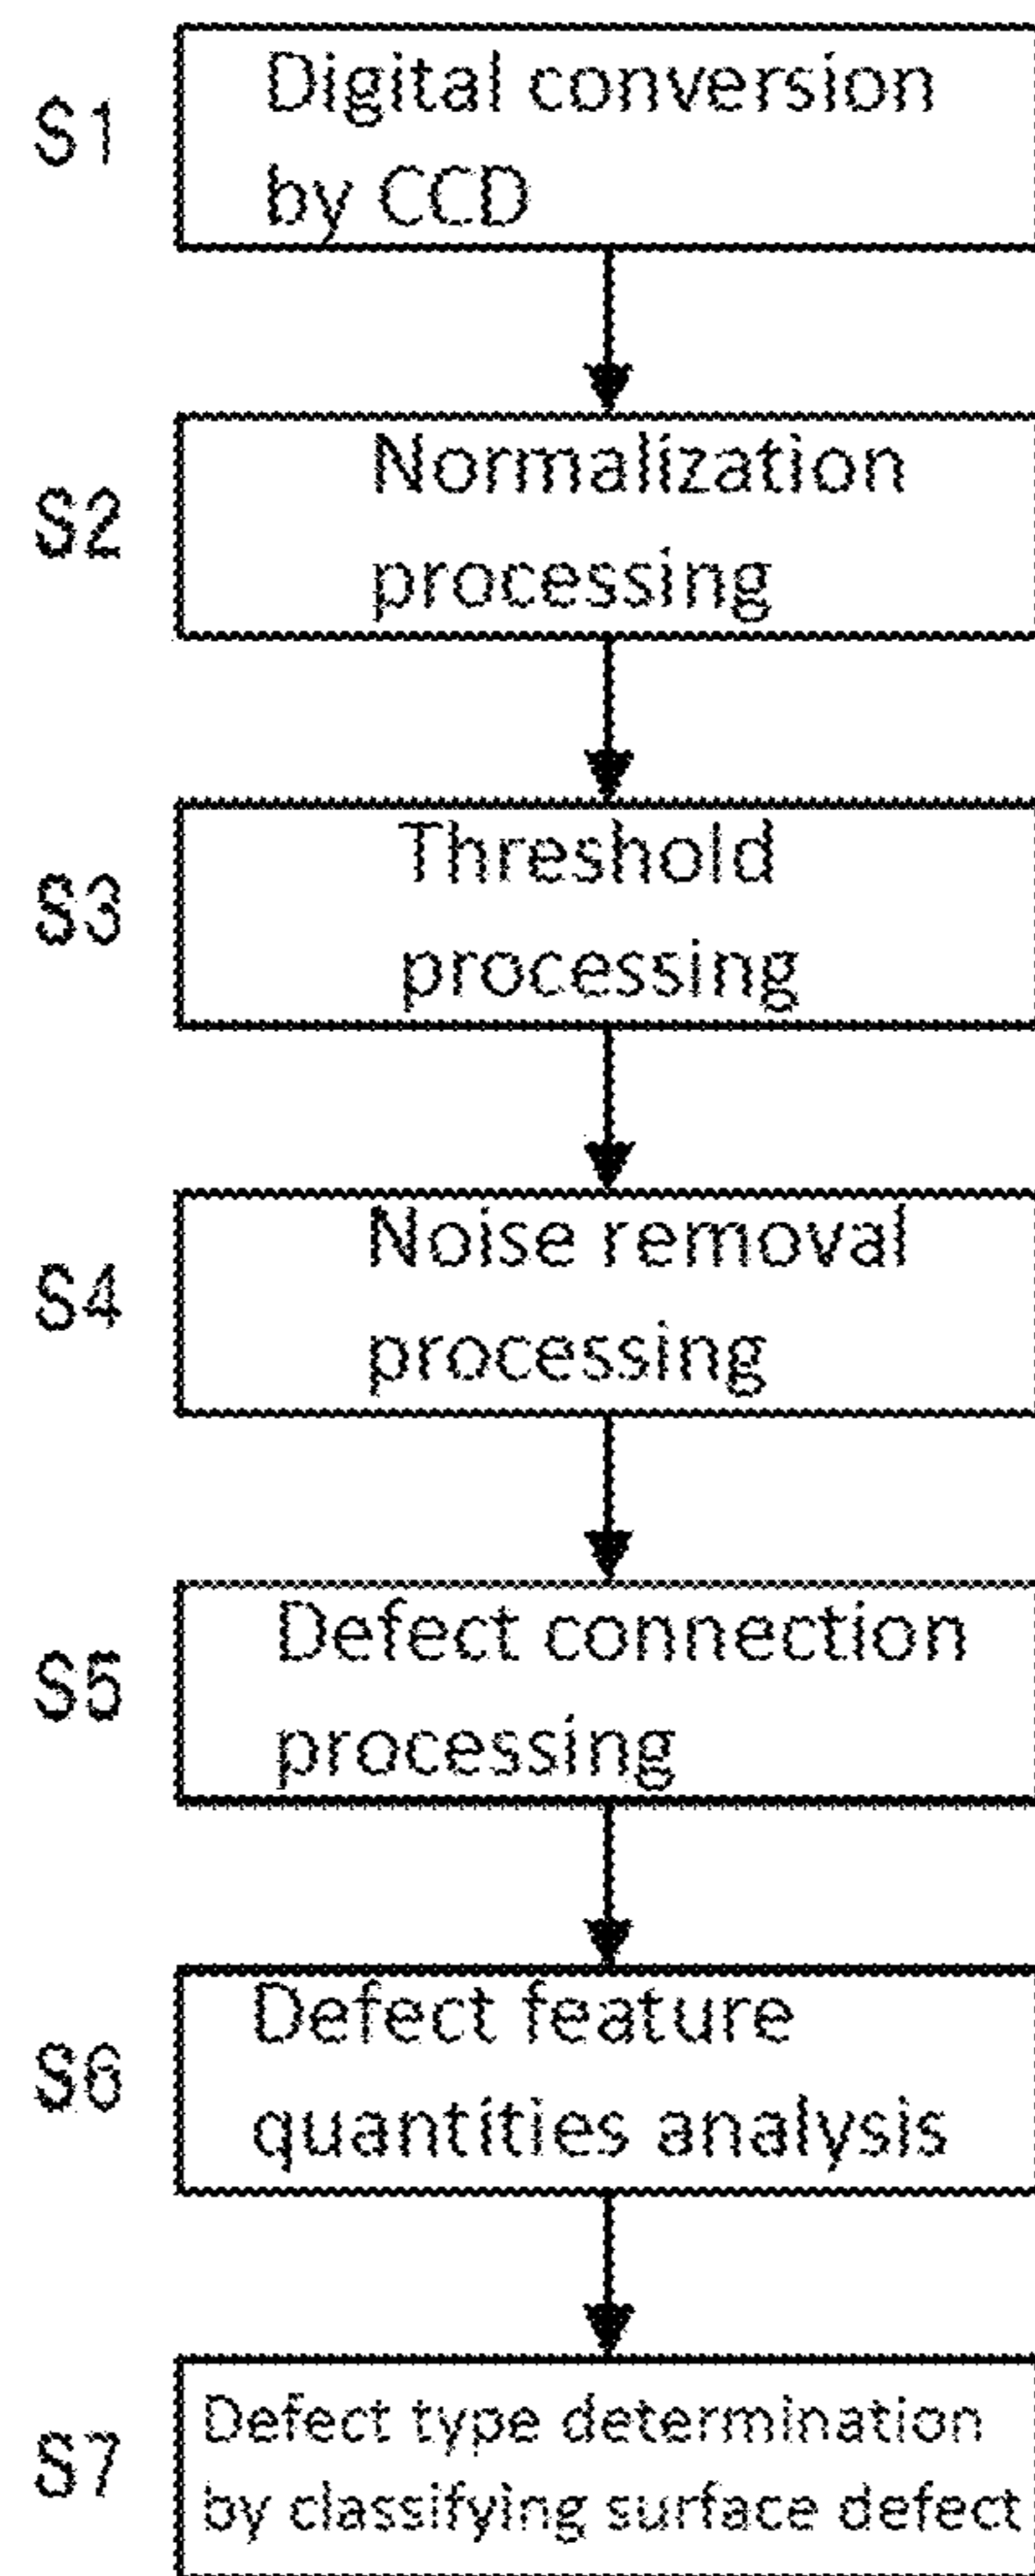 S1
Digital conversion
by CCD
S2
Normalization
processing
S3
Threshold
processing
S4
Noise removal
processing
S5
Defect connection
processing
S6
Defect feature
quantities analysis
S7
Defect type determination
by classifying surface defect